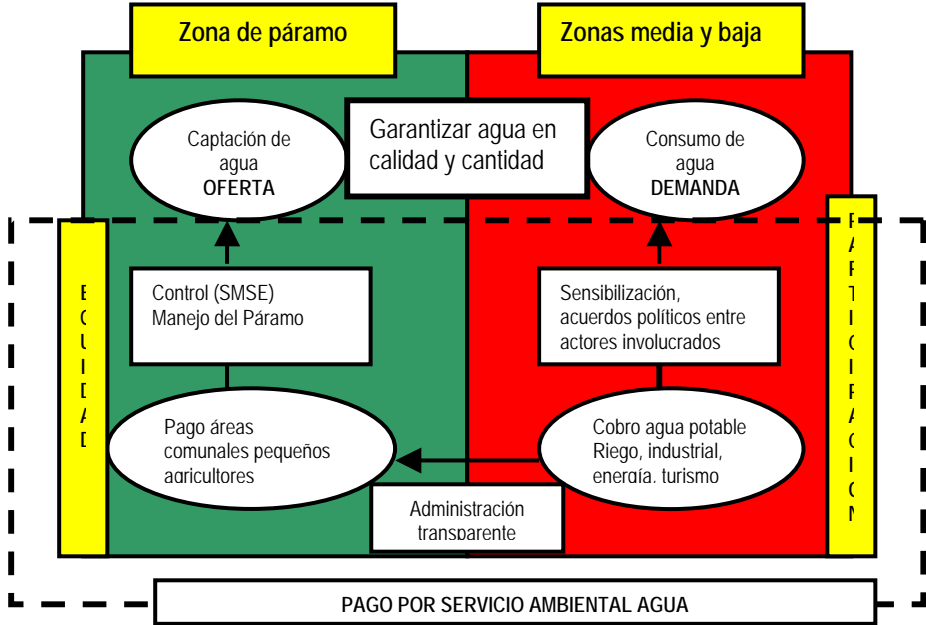 Zona de páramo
Zonas media y baja
Captación de
agua
OFERTA
Garantizar agua en
calidad y cantidad
Consumo de
agua
DEMANDA
EQUIDAD
Control (SMSE)
Manejo del Páramo
Sensibilización,
acuerdos políticos entre
actores involucrados
PARTICIPACION
Pago áreas
comunales pequeños
agricultores
Cobro agua potable
Riego, industrial,
energía, turismo
Administración
transparente
PAGO POR SERVICIO AMBIENTAL AGUA